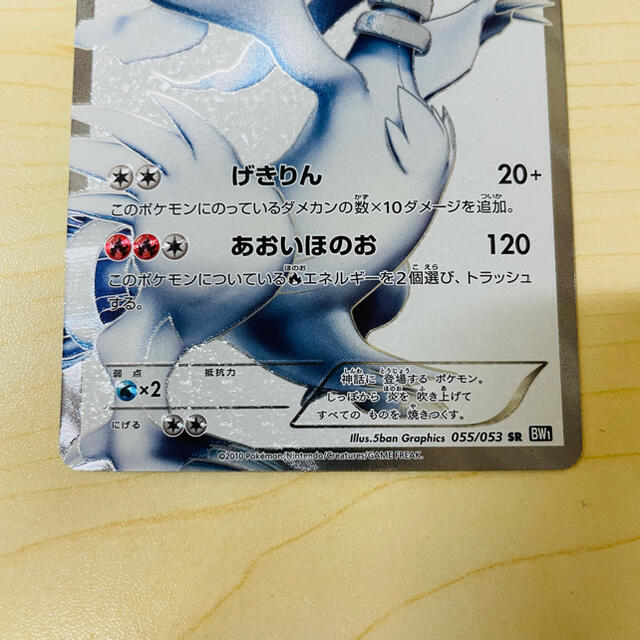 げきりん 20+
このポケモンにのっているダメカンの数×10ダメージを追加。
あおいほのお 120
このポケモンについている エネルギーを2個選び、トラッシュ
する。
弱点 抵抗力
×2
にげる
神話に 登場する ポケモン。
しっぽから 炎を 吹き上げて
すべての ものを 焼きつくす。
Illus.5ban Graphics 055/053 SR BW1
©2010 Pokémon/Nintendo/Creatures/GAME FREAK.